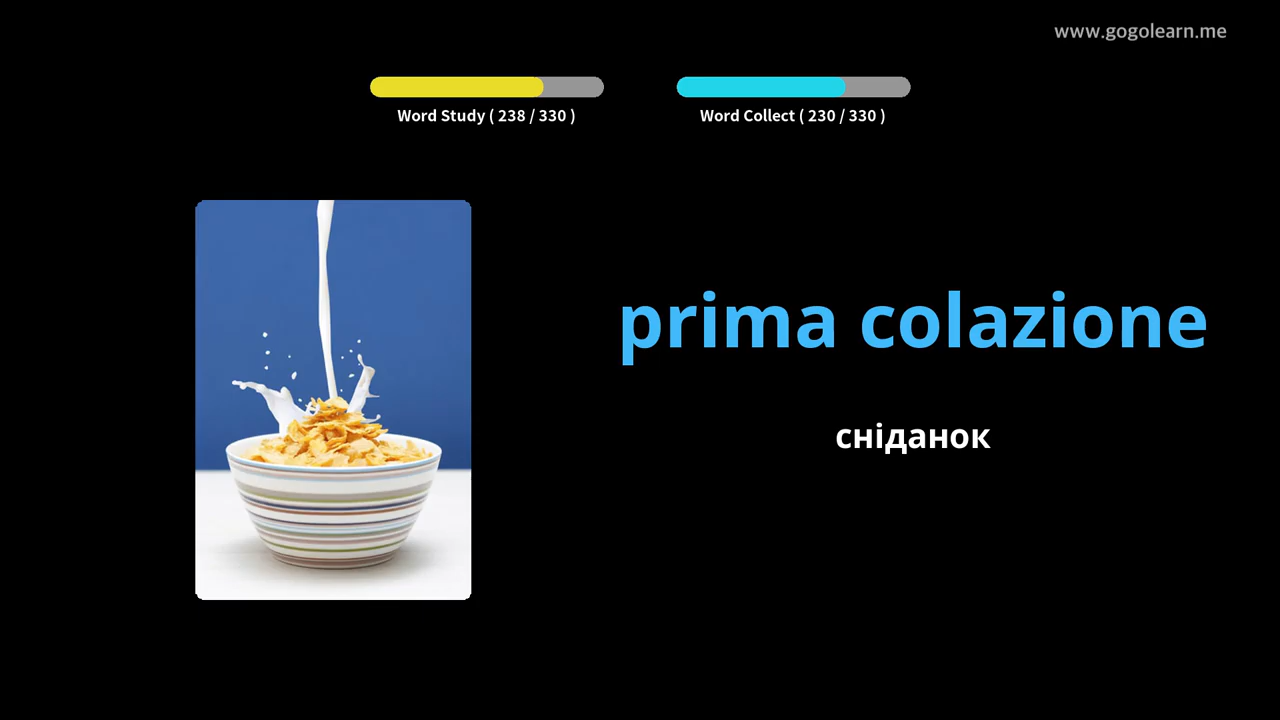 www.gogolearn.me
Word Study ( 238 / 330 )
Word Collect ( 230 / 330 )
prima colazione
сніданок